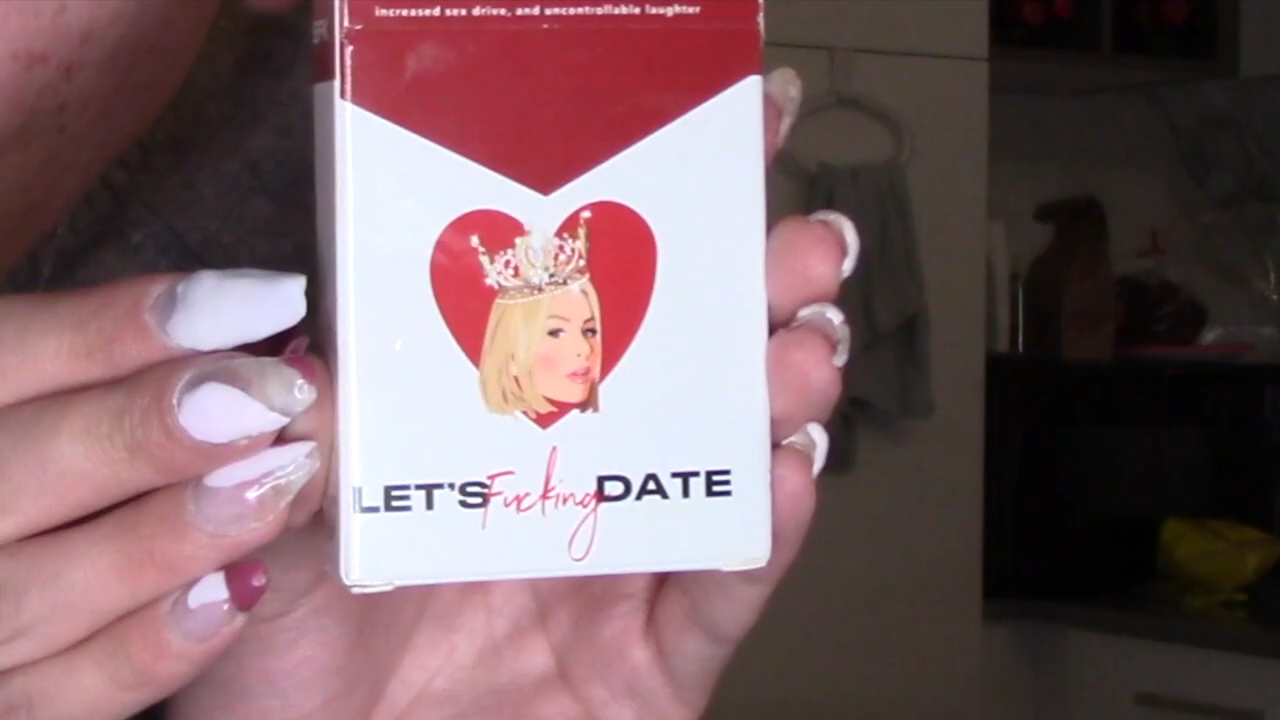 increased sex drive, and uncontrollable laughter
LET'S Fucking DATE